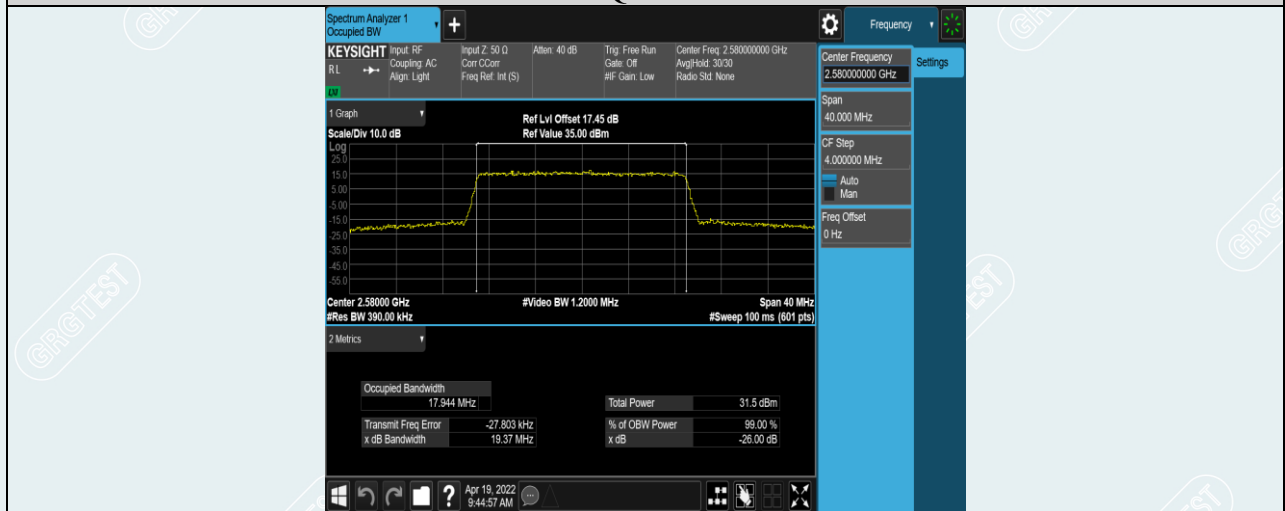 Spectrum Analyzer 1
Occupied BW
Frequency
KEYSIGHT
RL
LXI
Input: RF
Coupling: AC
Align: Light
Input Z: 50 Ω
Corr CCorr
Freq Ref: Int (S)
Atten: 40 dB
Trig: Free Run
Gate: Off
#IF Gain: Low
Center Freq: 2.580000000 GHz
Avg|Hold: 30/30
Radio Std: None
Center Frequency
2.580000000 GHz
Settings
Span
40.000 MHz
CF Step
4.000000 MHz
Auto
Man
Freq Offset
0 Hz
1 Graph
Scale/Div 10.0 dB
Ref Lvl Offset 17.45 dB
Ref Value 35.00 dBm
Log
25.0
15.0
5.00
-5.00
-15.0
-25.0
-35.0
-45.0
-55.0
Center 2.58000 GHz
#Res BW 390.00 kHz
#Video BW 1.2000 MHz
Span 40 MHz
#Sweep 100 ms (601 pts)
2 Metrics
Occupied Bandwidth
17.944 MHz
Total Power 31.5 dBm
Transmit Freq Error -27.803 kHz
% of OBW Power 99.00 %
x dB Bandwidth 19.37 MHz
x dB -26.00 dB
Apr 19, 2022
9:44:57 AM
GRGTEST
GRGTEST